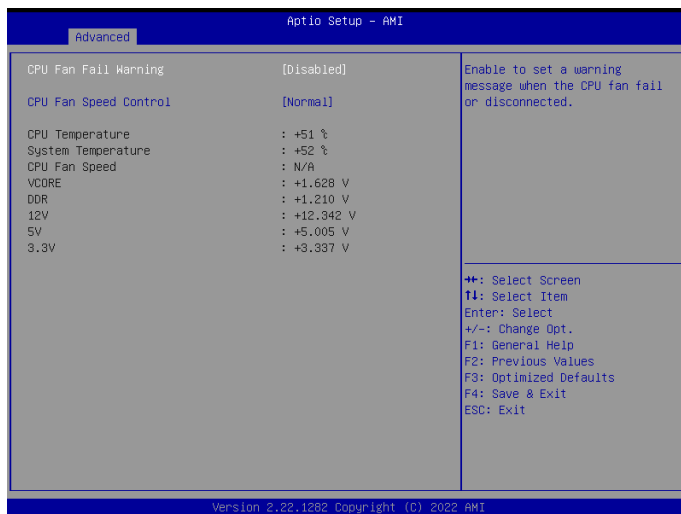 Aptio Setup - AMI
Advanced
CPU Fan Fail Warning [Disabled]
CPU Fan Speed Control [Normal]
CPU Temperature : +51 ℃
System Temperature : +52 ℃
CPU Fan Speed : N/A
VCORE : +1.628 V
DDR : +1.210 V
12V : +12.342 V
5V : +5.005 V
3.3V : +3.337 V
Enable to set a warning
message when the CPU fan fail
or disconnected.
→←: Select Screen
↑↓: Select Item
Enter: Select
+/-: Change Opt.
F1: General Help
F2: Previous Values
F3: Optimized Defaults
F4: Save & Exit
ESC: Exit
Version 2.22.1282 Copyright (C) 2022 AMI